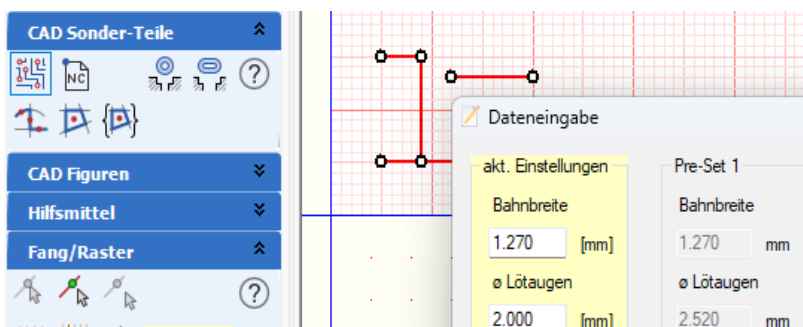 CAD Sonder-Teile
NC
CAD Figuren
Hilfsmittel
Fang/Raster
Dateneingabe
akt. Einstellungen
Bahnbreite
1.270 [mm]
ø Lötaugen
2.000 [mm]
Pre-Set 1
Bahnbreite
1.270 mm
ø Lötaugen
2.520 mm